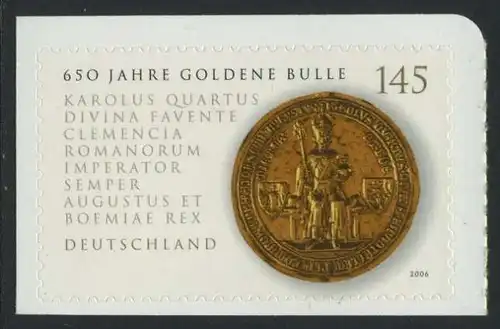 650 JAHRE GOLDENE BULLE 145
KAROLUS QUARTUS
DIVINA FAVENTE
CLEMENCIA
ROMANORUM
IMPERATOR
SEMPER
AUGUSTUS ET
BOEMIAE REX
DEUTSCHLAND
2006